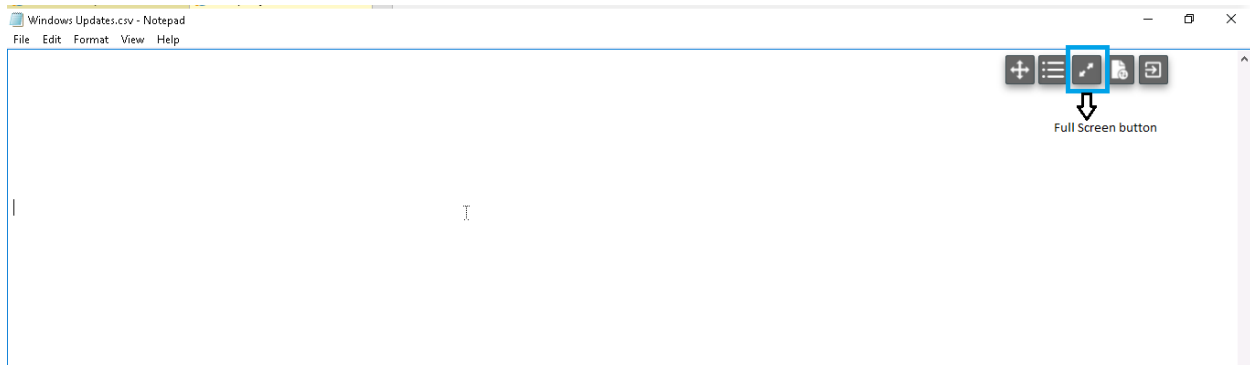 Windows Updates.csv - Notepad
File Edit Format View Help
Full Screen button